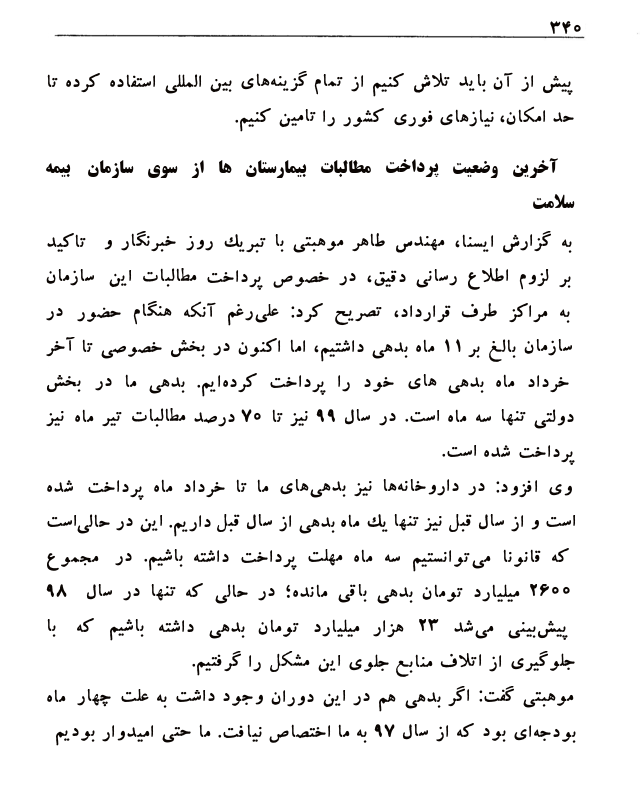 ۳۴۰
پیش از آن باید تلاش کنیم از تمام گزینه‌های بین المللی استفاده کرده تا
حد امکان، نیازهای فوری کشور را تامین کنیم.
آخرین وضعیت پرداخت مطالبات بیمارستان ها از سوی سازمان بیمه
سلامت
به گزارش ایسنا، مهندس طاهر موهبتی با تبریك روز خبرنگار و تاکید
بر لزوم اطلاع رسانی دقیق، در خصوص پرداخت مطالبات این سازمان
به مراکز طرف قرارداد، تصریح کرد: علی‌رغم آنکه هنگام حضور در
سازمان بالغ بر ۱۱ ماه بدهی داشتیم، اما اکنون در بخش خصوصی تا آخر
خرداد ماه بدهی های خود را پرداخت کرده‌ایم. بدهی ما در بخش
دولتی تنها سه ماه است. در سال ۹۹ نیز تا ۷۰ درصد مطالبات تیر ماه نیز
پرداخت شده است.
وی افزود: در داروخانه‌ها نیز بدهی‌های ما تا خرداد ماه پرداخت شده
است و از سال قبل نیز تنها یك ماه بدهی از سال قبل داریم. این در حالی‌است
که قانونا می‌توانستیم سه ماه مهلت پرداخت داشته باشیم. در مجموع
۲۶۰۰ میلیارد تومان بدهی باقی مانده؛ در حالی که تنها در سال ۹۸
پیش‌بینی می‌شد ۲۳ هزار میلیارد تومان بدهی داشته باشیم که با
جلوگیری از اتلاف منابع جلوی این مشکل را گرفتیم.
موهبتی گفت: اگر بدهی هم در این دوران وجود داشت به علت چهار ماه
بودجه‌ای بود که از سال ۹۷ به ما اختصاص نیافت. ما حتی امیدوار بودیم